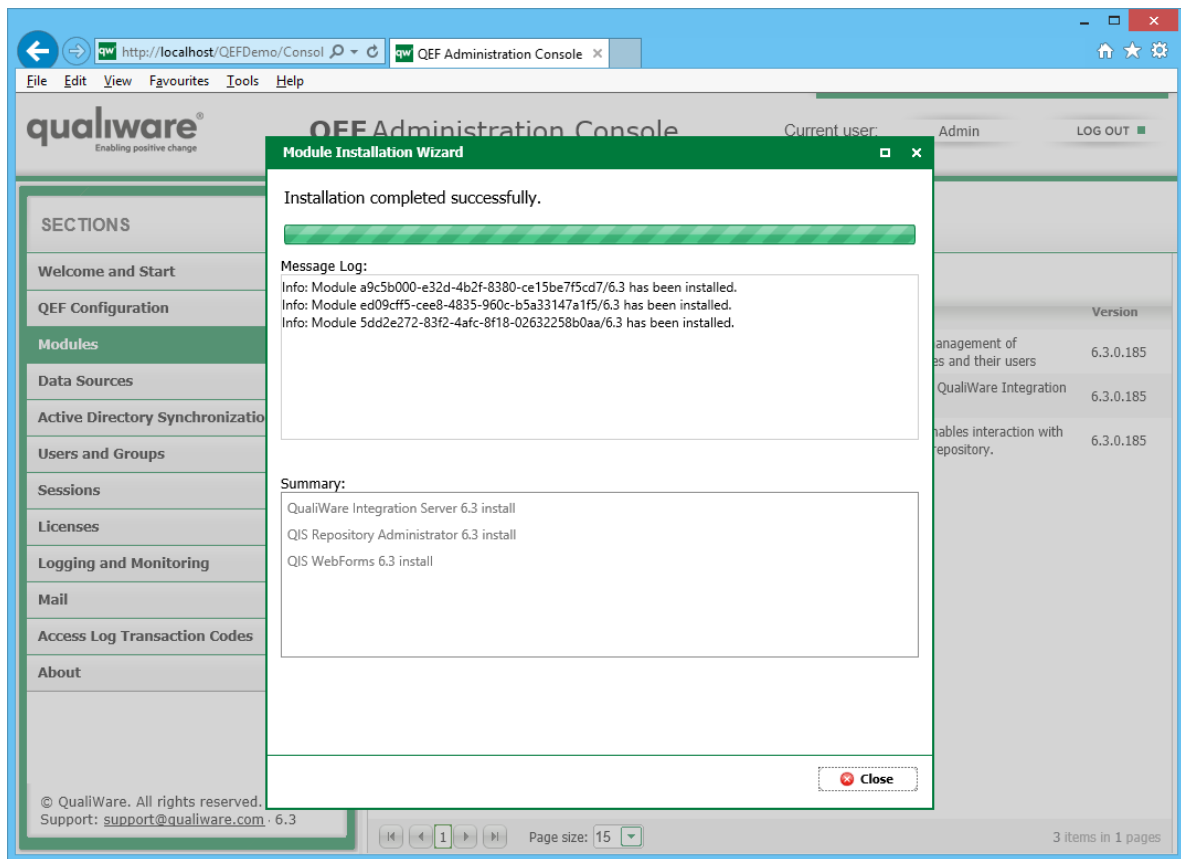 http://localhost/QEFDemo/Consol
QEF Administration Console
File Edit View Favourites Tools Help
qualiware®
Enabling positive change
QEF Administration Console
Current user:
Admin
LOG OUT
Module Installation Wizard
Installation completed successfully.
Message Log:
Info: Module a9c5b000-e32d-4b2f-8380-ce15be7f5cd7/6.3 has been installed.
Info: Module ed09cff5-cee8-4835-960c-b5a33147a1f5/6.3 has been installed.
Info: Module 5dd2e272-83f2-4afc-8f18-02632258b0aa/6.3 has been installed.
Summary:
QualiWare Integration Server 6.3 install
QIS Repository Administrator 6.3 install
QIS WebForms 6.3 install
Close
SECTIONS
Welcome and Start
QEF Configuration
Modules
Data Sources
Active Directory Synchronizatio
Users and Groups
Sessions
Licenses
Logging and Monitoring
Mail
Access Log Transaction Codes
About
© QualiWare. All rights reserved.
Support: support@qualiware.com · 6.3
Version
anagement of
es and their users
6.3.0.185
QualiWare Integration
6.3.0.185
nables interaction with
repository.
6.3.0.185
1
Page size: 15
3 items in 1 pages